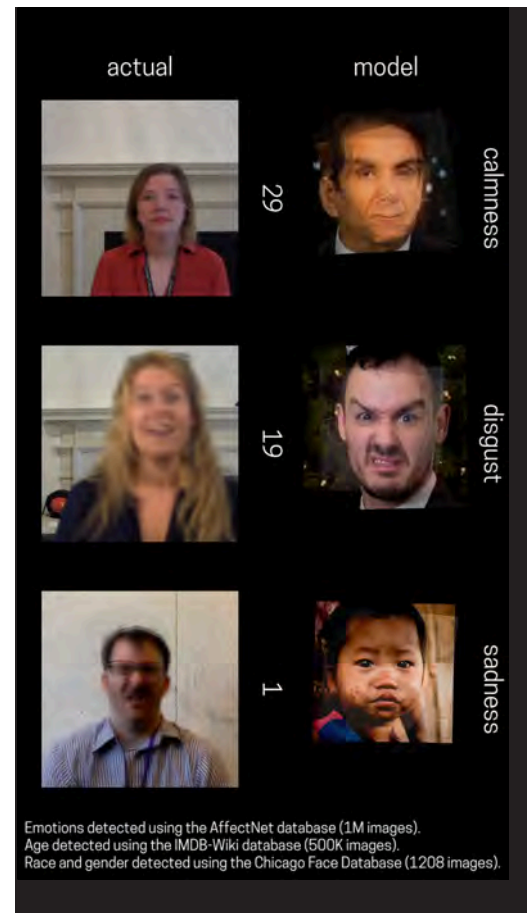 actual
model
29
calmness
19
disgust
1
sadness
Emotions detected using the AffectNet database (1M images).
Age detected using the IMDB-Wiki database (500K images).
Race and gender detected using the Chicago Face Database (1208 images).